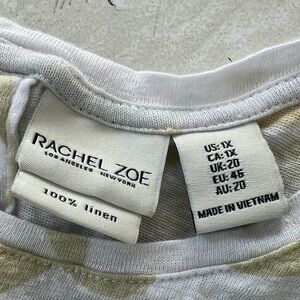 RACHEL ZOE
LOS ANGELES NEW YORK
100% linen
US: 1X
CA: 1X
UK: 20
EU: 46
AU: 20
MADE IN VIETNAM